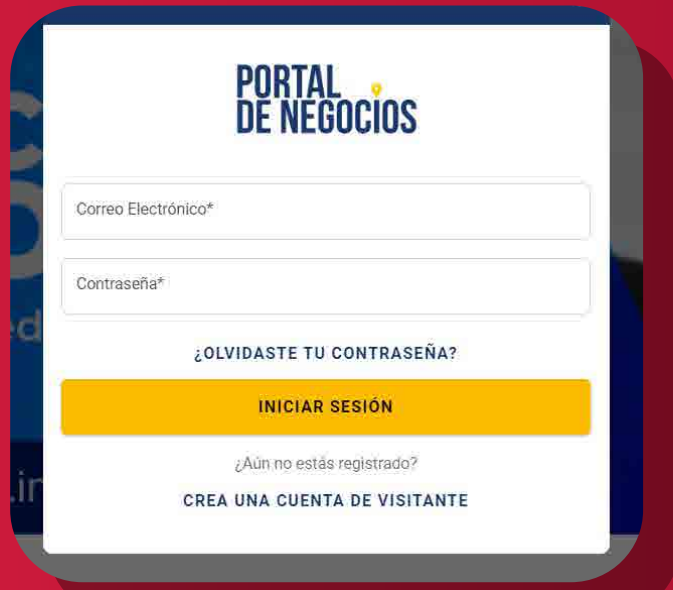 PORTAL
DE NEGOCIOS
Correo Electrónico*
Contraseña*
¿OLVIDASTE TU CONTRASEÑA?
INICIAR SESIÓN
¿Aún no estás registrado?
CREA UNA CUENTA DE VISITANTE